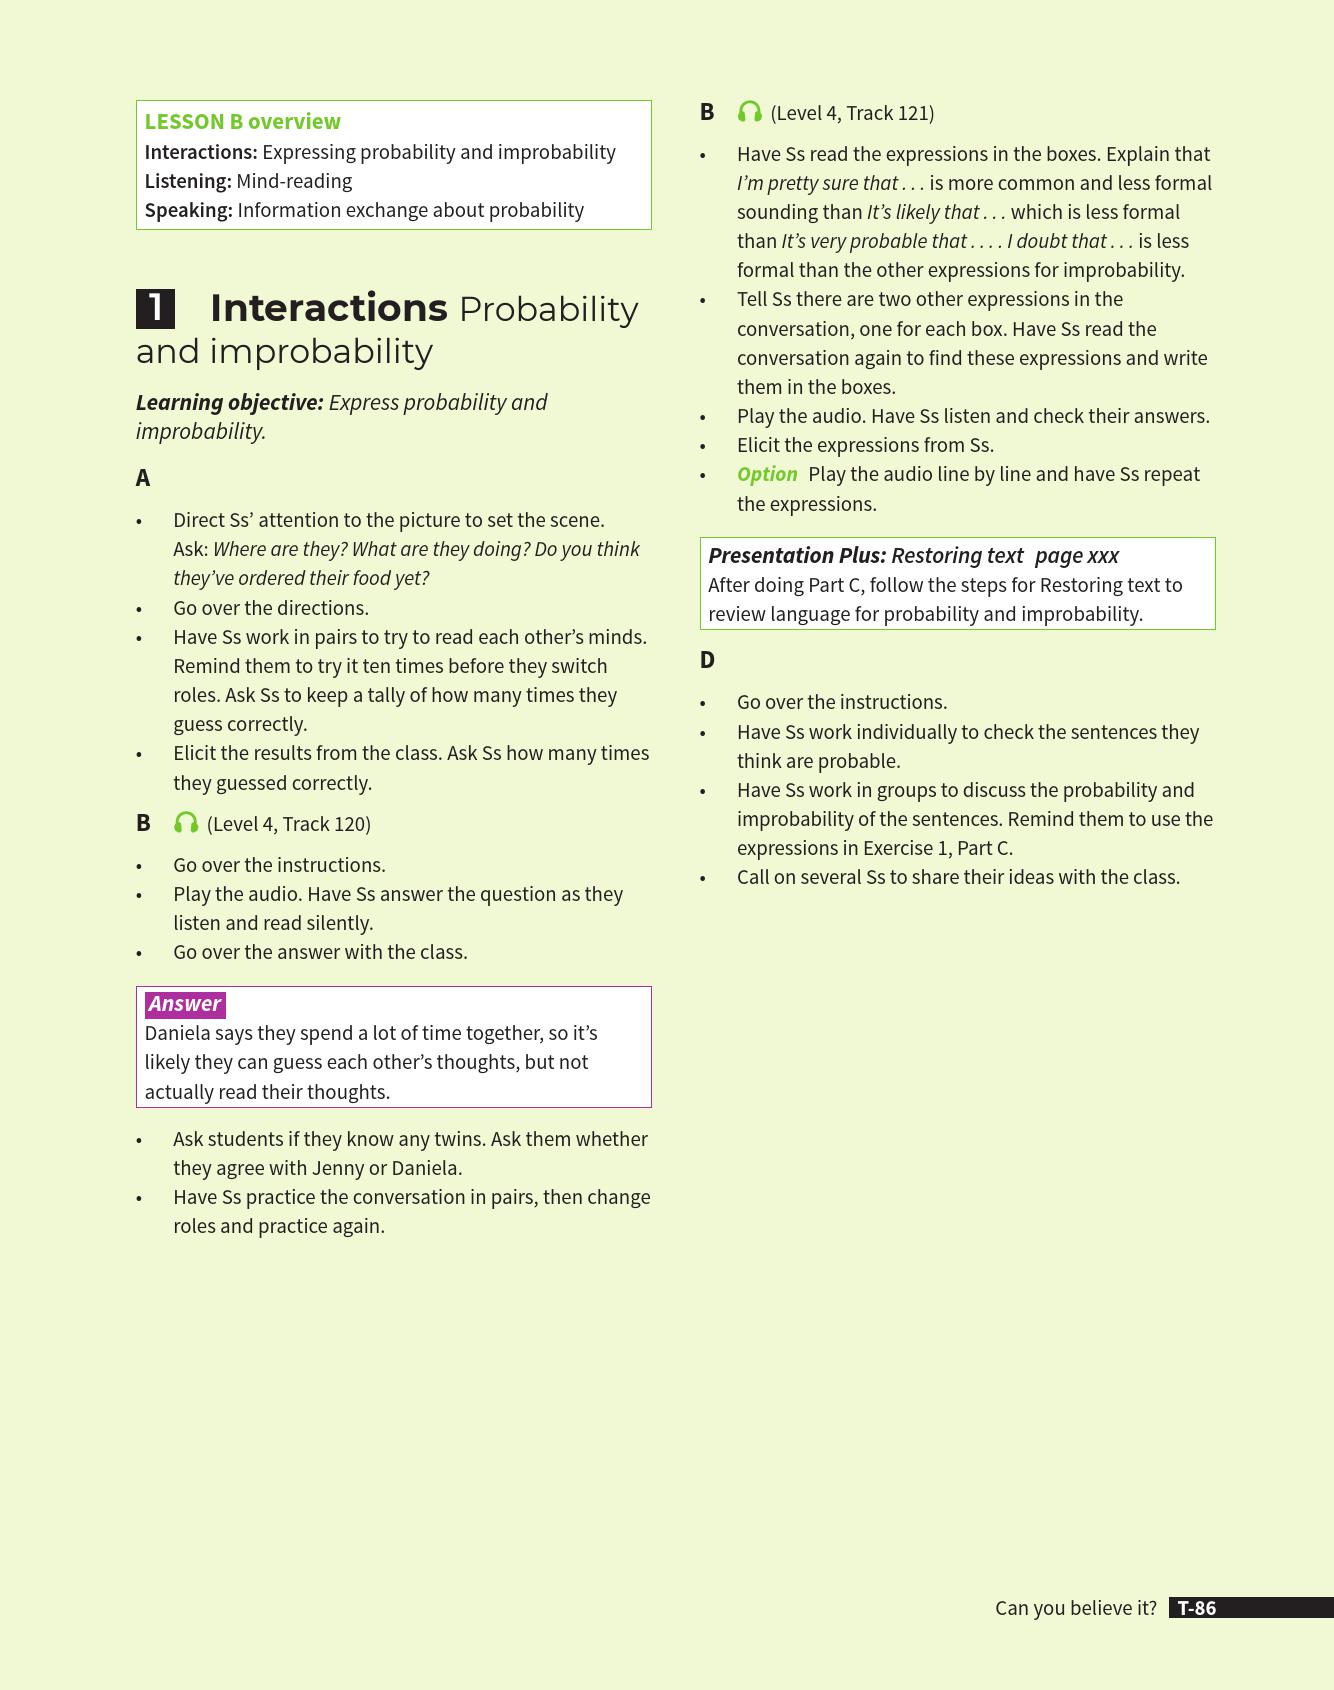 LESSON B overview
Interactions: Expressing probability and improbability
Listening: Mind-reading
Speaking: Information exchange about probability
1 Interactions Probability
and improbability
Learning objective: Express probability and
improbability.
A
• Direct Ss’ attention to the picture to set the scene.
Ask: Where are they? What are they doing? Do you think
they’ve ordered their food yet?
• Go over the directions.
• Have Ss work in pairs to try to read each other’s minds.
Remind them to try it ten times before they switch
roles. Ask Ss to keep a tally of how many times they
guess correctly.
• Elicit the results from the class. Ask Ss how many times
they guessed correctly.
B (Level 4, Track 120)
• Go over the instructions.
• Play the audio. Have Ss answer the question as they
listen and read silently.
• Go over the answer with the class.
Answer
Daniela says they spend a lot of time together, so it’s
likely they can guess each other’s thoughts, but not
actually read their thoughts.
• Ask students if they know any twins. Ask them whether
they agree with Jenny or Daniela.
• Have Ss practice the conversation in pairs, then change
roles and practice again.
B (Level 4, Track 121)
• Have Ss read the expressions in the boxes. Explain that
I’m pretty sure that . . . is more common and less formal
sounding than It’s likely that . . . which is less formal
than It’s very probable that . . . . I doubt that . . . is less
formal than the other expressions for improbability.
• Tell Ss there are two other expressions in the
conversation, one for each box. Have Ss read the
conversation again to find these expressions and write
them in the boxes.
• Play the audio. Have Ss listen and check their answers.
• Elicit the expressions from Ss.
• Option Play the audio line by line and have Ss repeat
the expressions.
Presentation Plus: Restoring text page xxx
After doing Part C, follow the steps for Restoring text to
review language for probability and improbability.
D
• Go over the instructions.
• Have Ss work individually to check the sentences they
think are probable.
• Have Ss work in groups to discuss the probability and
improbability of the sentences. Remind them to use the
expressions in Exercise 1, Part C.
• Call on several Ss to share their ideas with the class.
Can you believe it? T-86